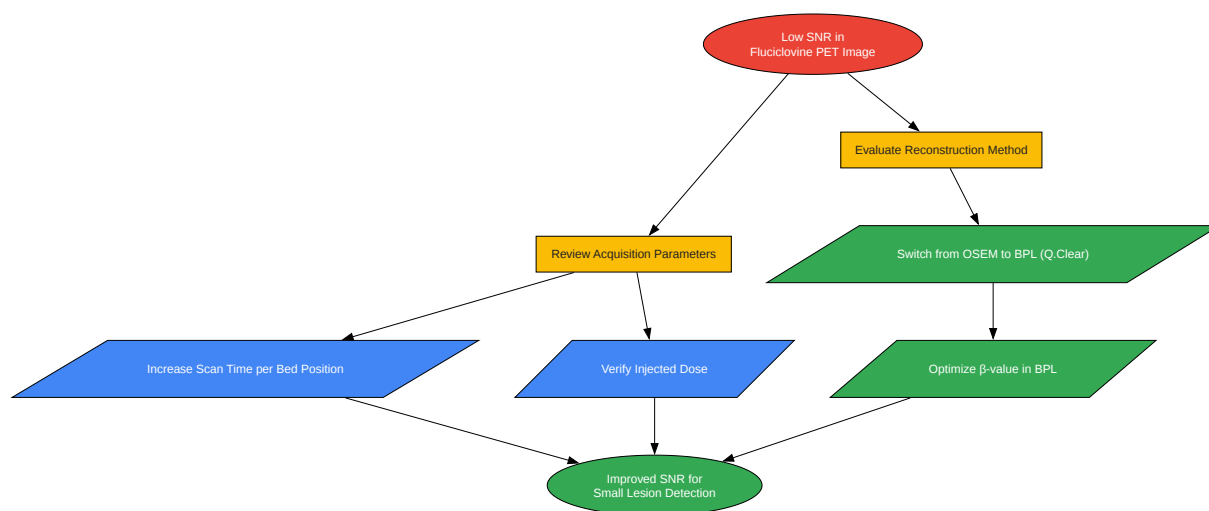 Low SNR in
Fluciclovine PET Image
Evaluate Reconstruction Method
Review Acquisition Parameters
Switch from OSEM to BPL (Q.Clear)
Increase Scan Time per Bed Position
Verify Injected Dose
Optimize β-value in BPL
Improved SNR for
Small Lesion Detection